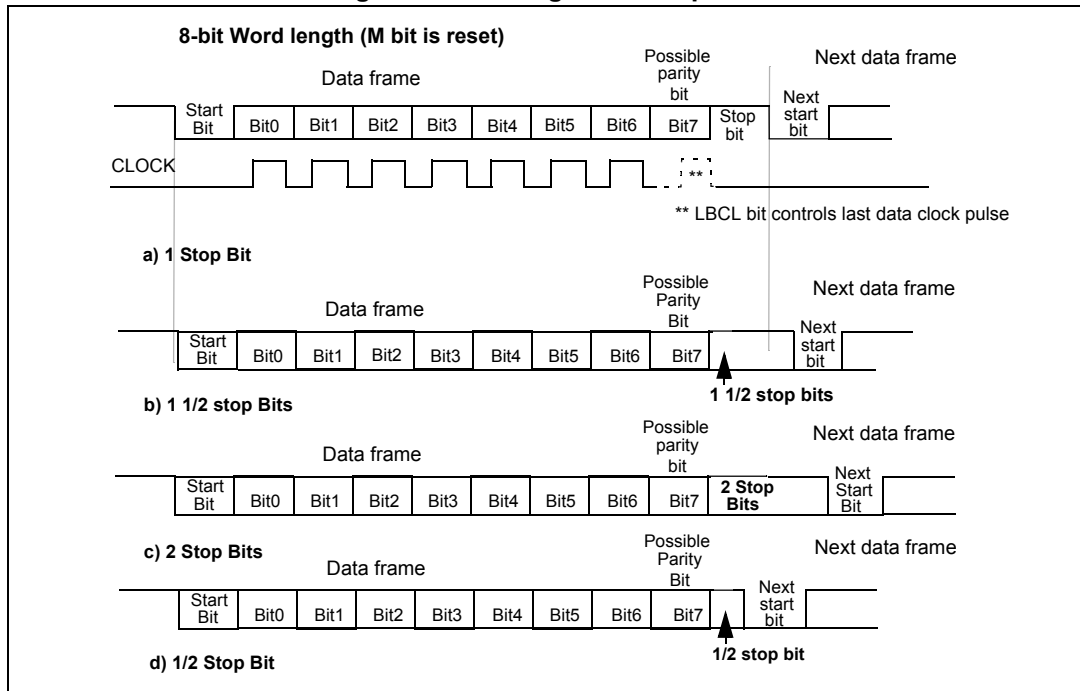 8-bit Word length (M bit is reset)
Possible
parity
bit
Next data frame
Data frame
Start
Bit
Bit0
Bit1
Bit2
Bit3
Bit4
Bit5
Bit6
Bit7
Stop
bit
Next
start
bit
CLOCK
**
** LBCL bit controls last data clock pulse
a) 1 Stop Bit
Possible
Parity
Bit
Next data frame
Data frame
Start
Bit
Bit0
Bit1
Bit2
Bit3
Bit4
Bit5
Bit6
Bit7
Next
start
bit
1 1/2 stop bits
b) 1 1/2 stop Bits
Possible
parity
bit
Next data frame
Data frame
Start
Bit
Bit0
Bit1
Bit2
Bit3
Bit4
Bit5
Bit6
Bit7
2 Stop
Bits
Next
Start
Bit
c) 2 Stop Bits
Possible
Parity
Bit
Next data frame
Data frame
Start
Bit
Bit0
Bit1
Bit2
Bit3
Bit4
Bit5
Bit6
Bit7
Next
start
bit
1/2 stop bit
d) 1/2 Stop Bit